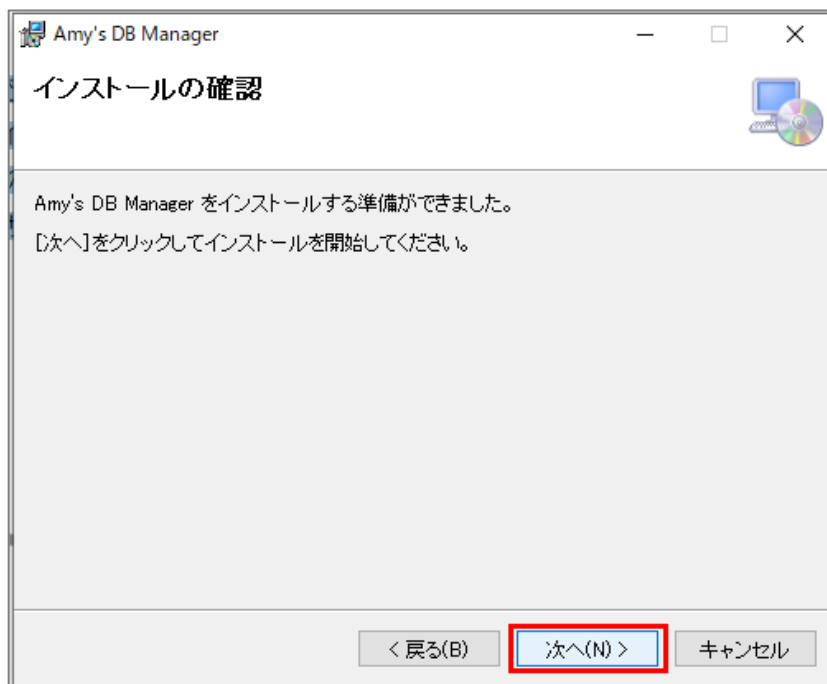 Amy's DB Manager
インストールの確認
Amy's DB Manager をインストールする準備ができました。
[次へ]をクリックしてインストールを開始してください。
< 戻る(B) 次へ(N) > キャンセル